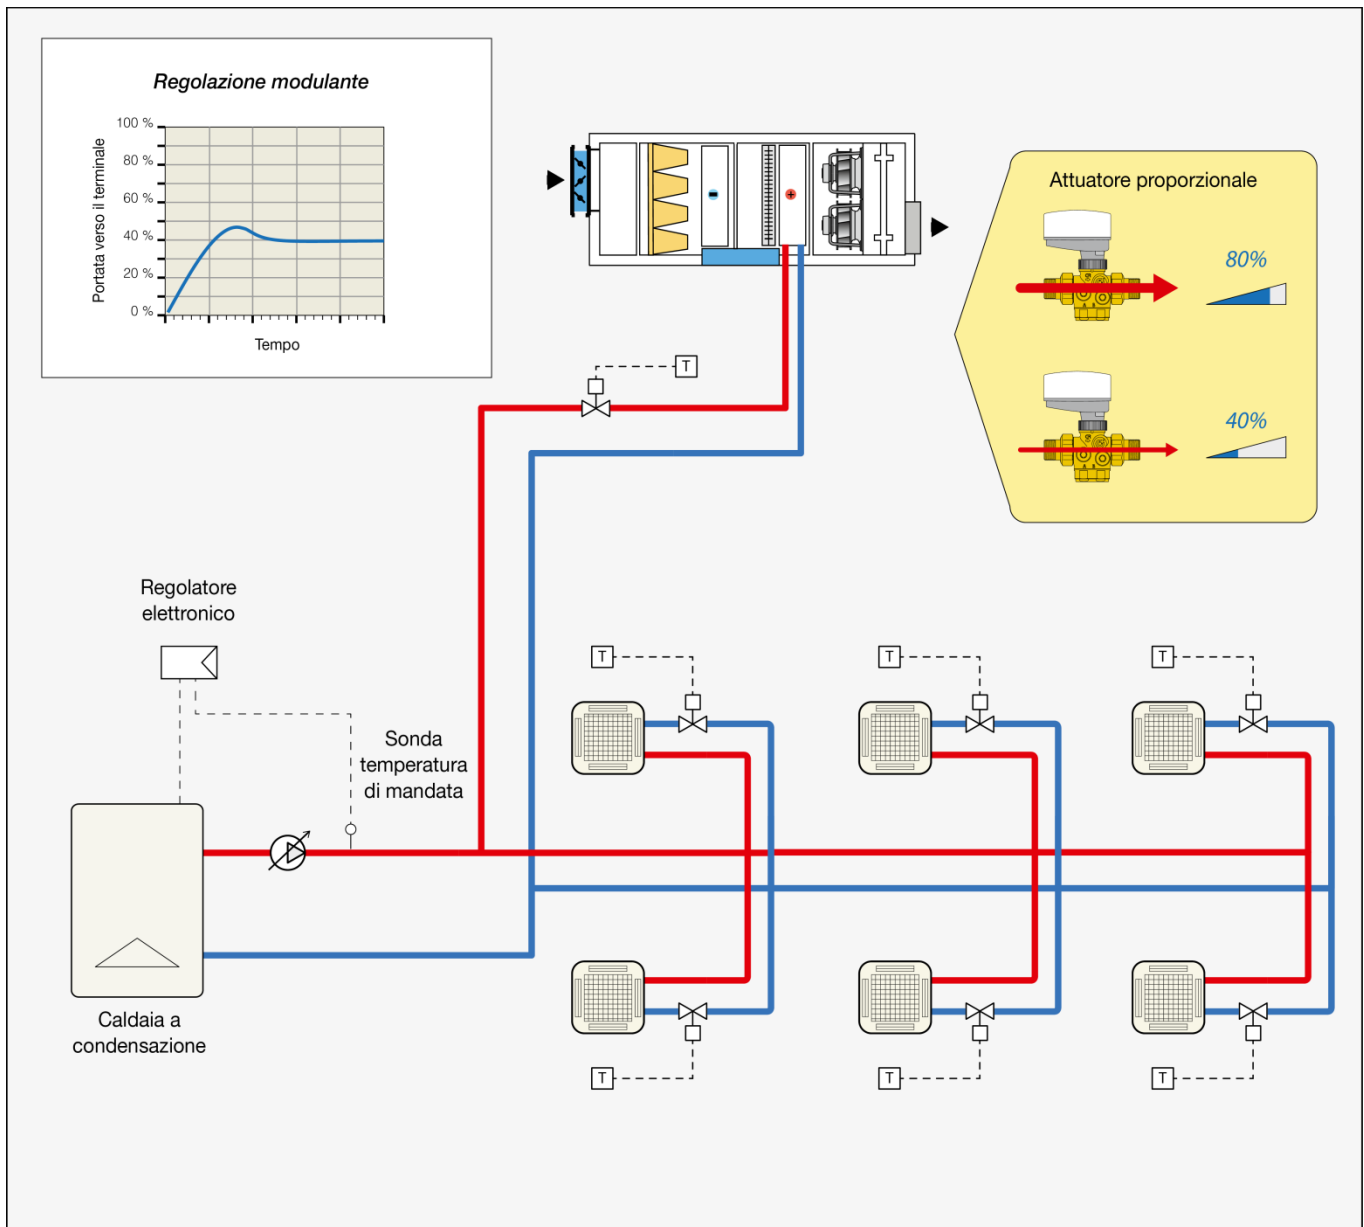 Regolazione modulante
100 %
80 %
60 %
40 %
20 %
0 %
Portata verso il terminale
Tempo
Attuatore proporzionale
80%
40%
T
Regolatore
elettronico
Sonda
temperatura
di mandata
T
T
T
Caldaia a
condensazione
T
T
T